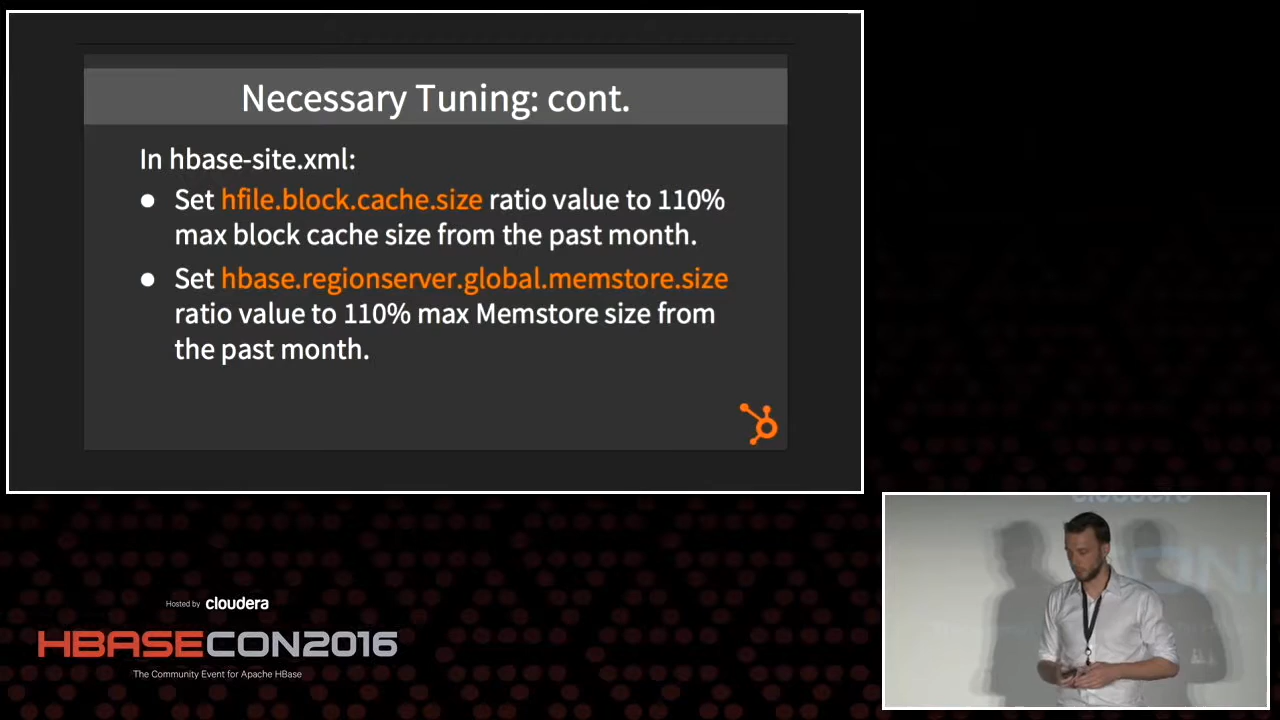 Necessary Tuning: cont.
In hbase-site.xml:
● Set hfile.block.cache.size ratio value to 110%
max block cache size from the past month.
● Set hbase.regionserver.global.memstore.size
ratio value to 110% max Memstore size from
the past month.
Hosted by cloudera
HBASECON2016
The Community Event for Apache HBase